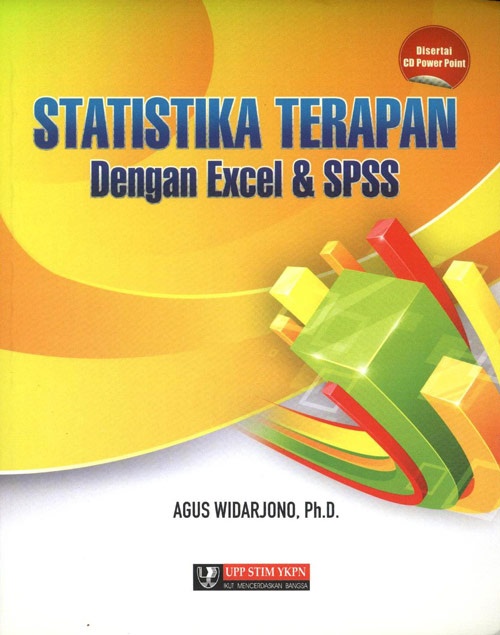 Disertai
CD Power Point
STATISTIKA TERAPAN
Dengan Excel & SPSS
AGUS WIDARJONO, Ph.D.
UPP STIM YKPN
IKUT MENCERDASKAN BANGSA